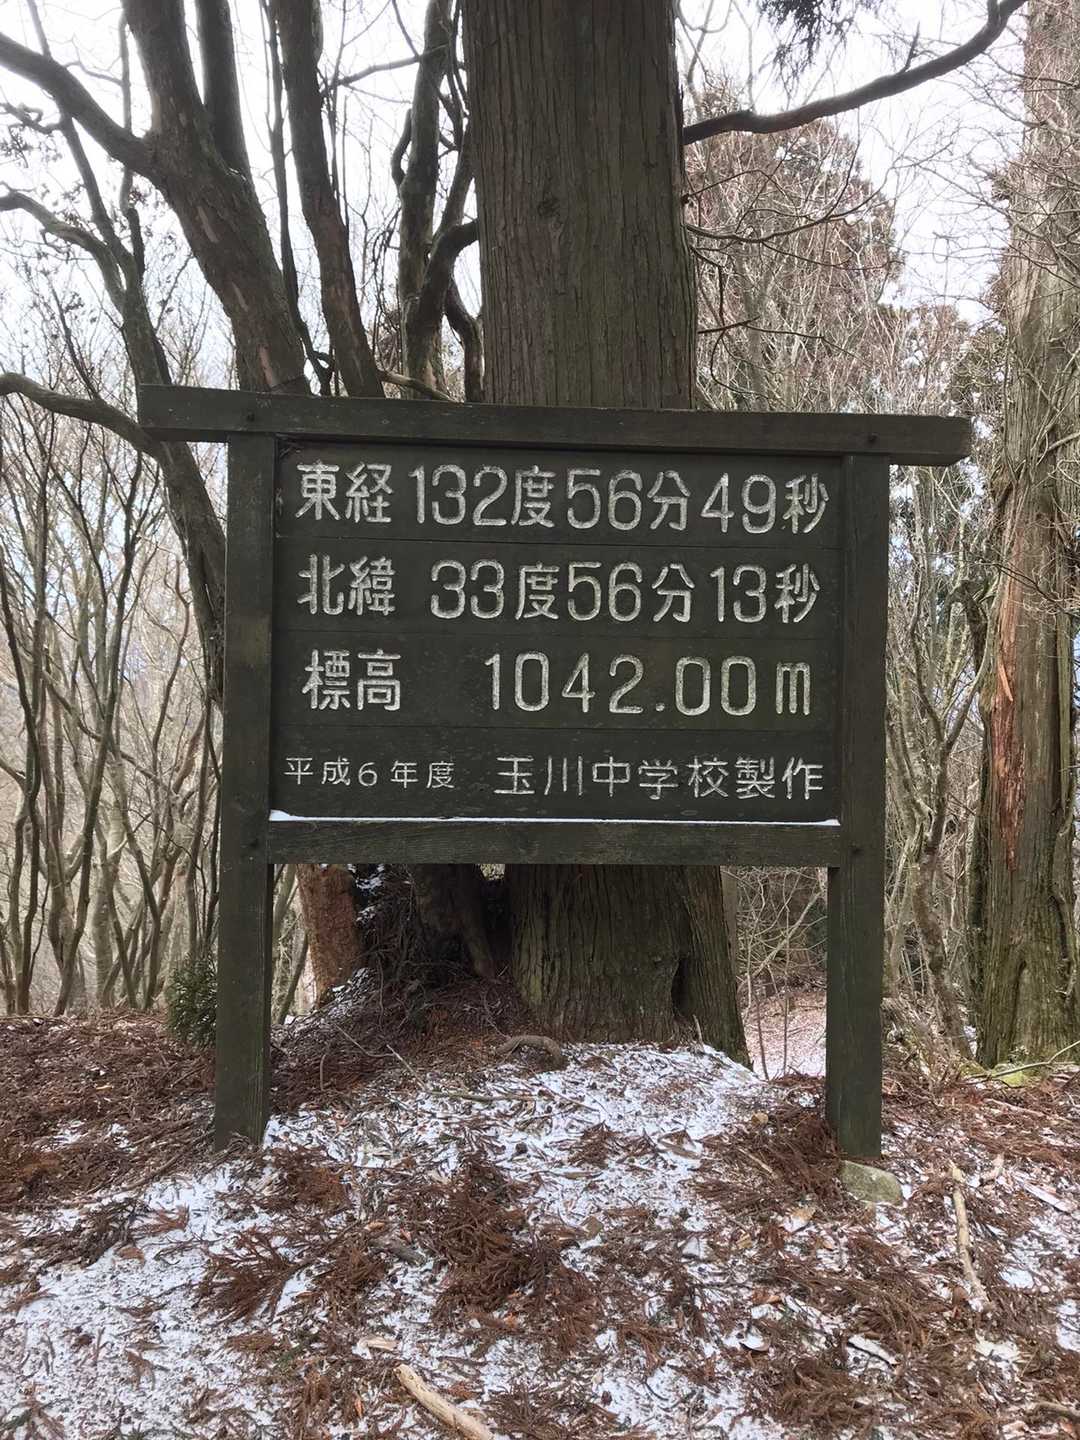 東経132度56分49秒
北緯 33度56分13秒
標高 1042.00m
平成6年度 玉川中学校製作